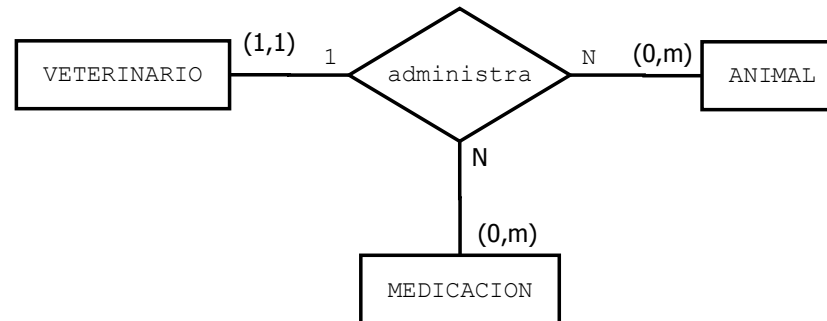 (1,1)
1
N
(0,m)
VETERINARIO
administra
ANIMAL
N
(0,m)
MEDICACION